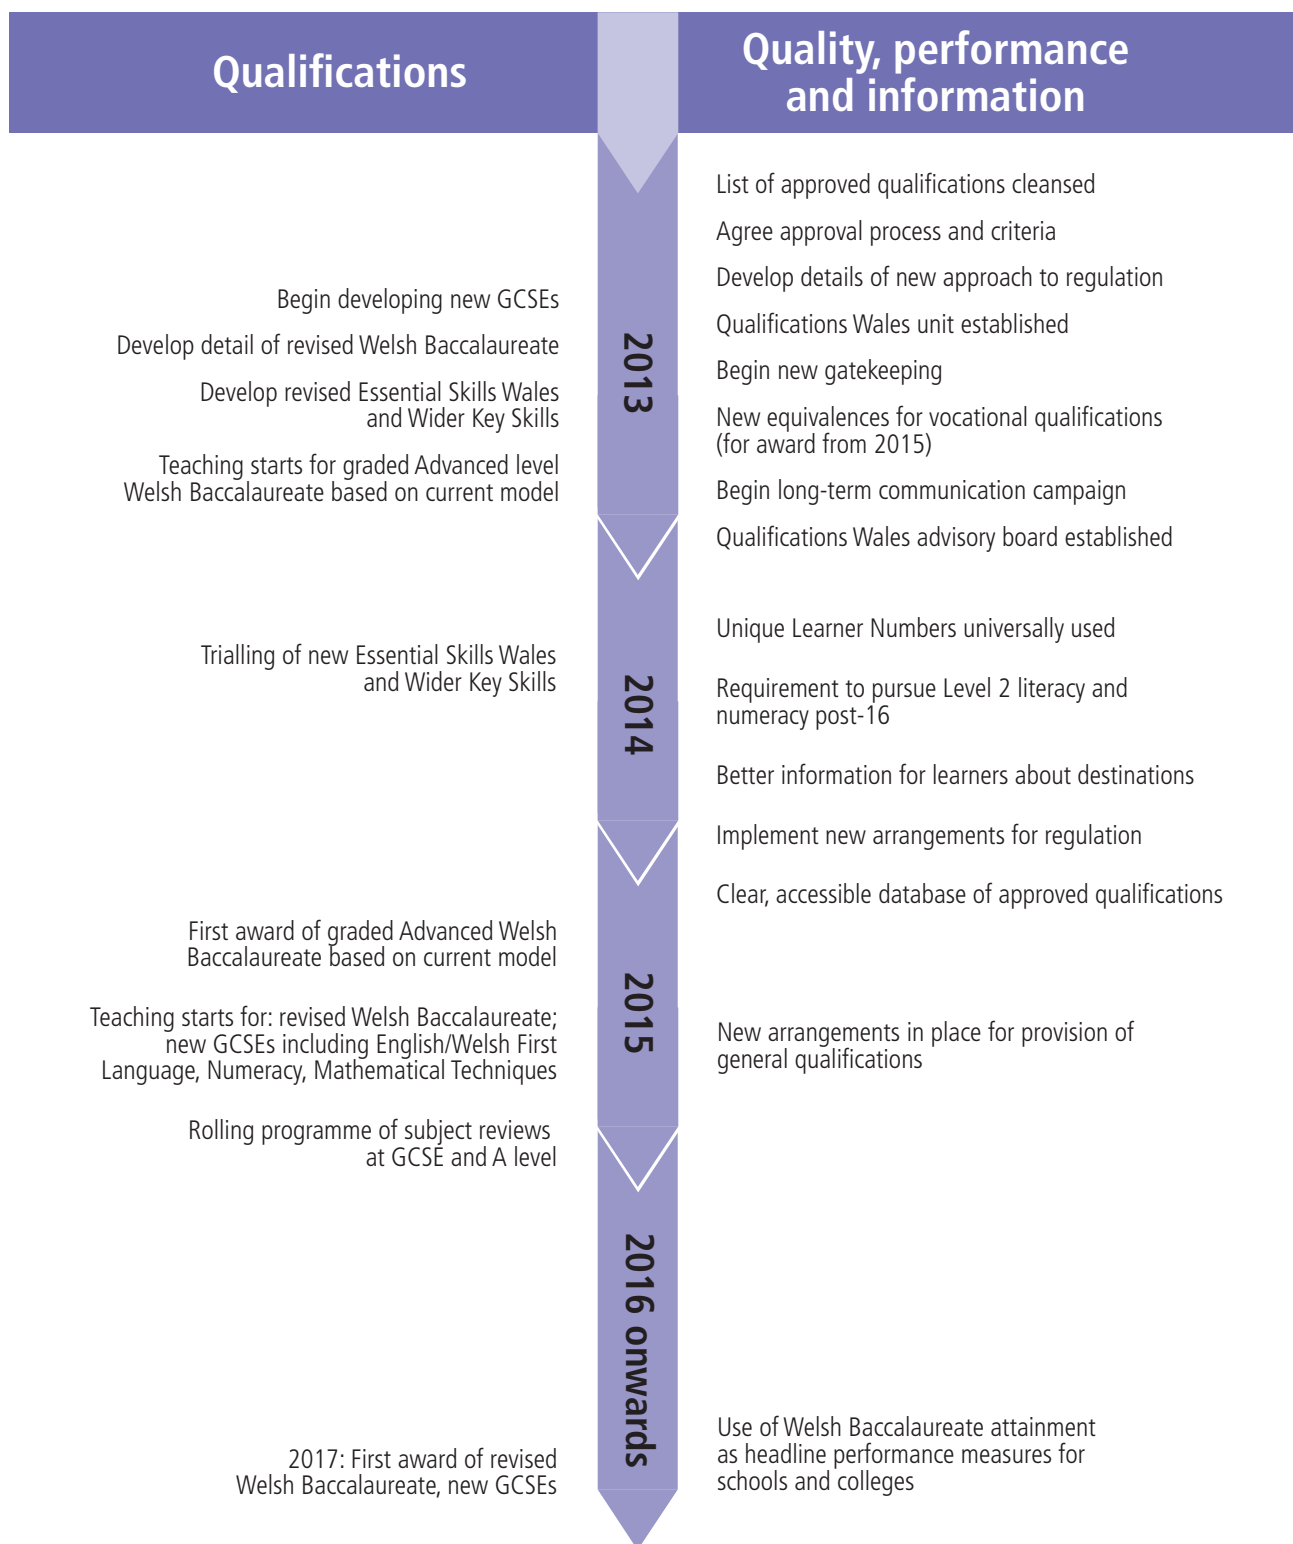 Qualifications
Quality, performance
and information
2013
Begin developing new GCSEs
Develop detail of revised Welsh Baccalaureate
Develop revised Essential Skills Wales
and Wider Key Skills
Teaching starts for graded Advanced level
Welsh Baccalaureate based on current model
List of approved qualifications cleansed
Agree approval process and criteria
Develop details of new approach to regulation
Qualifications Wales unit established
Begin new gatekeeping
New equivalences for vocational qualifications
(for award from 2015)
Begin long-term communication campaign
Qualifications Wales advisory board established
2014
Trialling of new Essential Skills Wales
and Wider Key Skills
Unique Learner Numbers universally used
Requirement to pursue Level 2 literacy and
numeracy post-16
Better information for learners about destinations
Implement new arrangements for regulation
Clear, accessible database of approved qualifications
2015
First award of graded Advanced Welsh
Baccalaureate based on current model
Teaching starts for: revised Welsh Baccalaureate;
new GCSEs including English/Welsh First
Language, Numeracy, Mathematical Techniques
Rolling programme of subject reviews
at GCSE and A level
New arrangements in place for provision of
general qualifications
2016 onwards
2017: First award of revised
Welsh Baccalaureate, new GCSEs
Use of Welsh Baccalaureate attainment
as headline performance measures for
schools and colleges